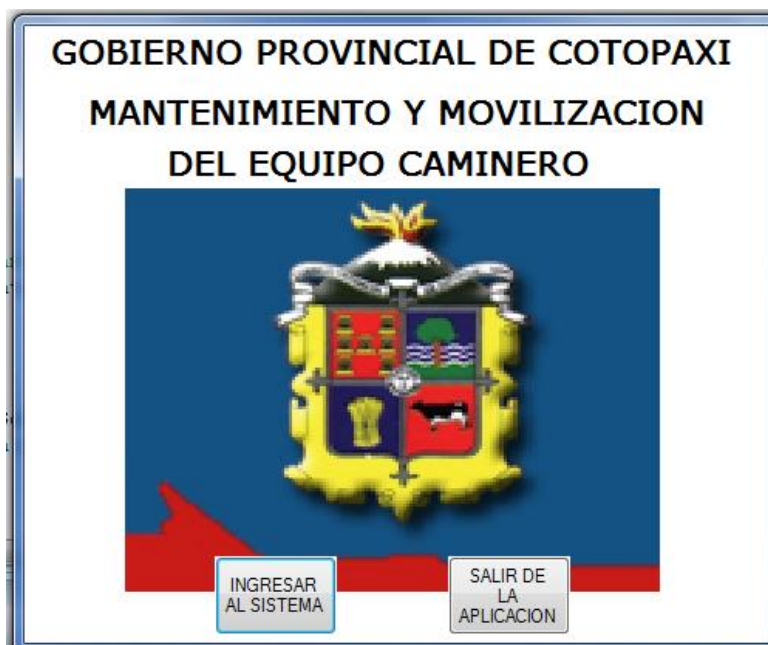 GOBIERNO PROVINCIAL DE COTOPAXI
MANTENIMIENTO Y MOVILIZACION
DEL EQUIPO CAMINERO
INGRESAR
AL SISTEMA
SALIR DE
LA
APLICACION